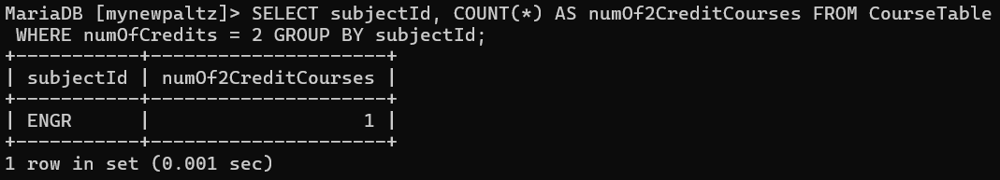 MariaDB [mynewpaltz]> SELECT subjectId, COUNT(*) AS numOf2CreditCourses FROM CourseTable
 WHERE numOfCredits = 2 GROUP BY subjectId;
+-----------+---------------------+
| subjectId | numOf2CreditCourses |
+-----------+---------------------+
| ENGR      |                   1 |
+-----------+---------------------+
1 row in set (0.001 sec)